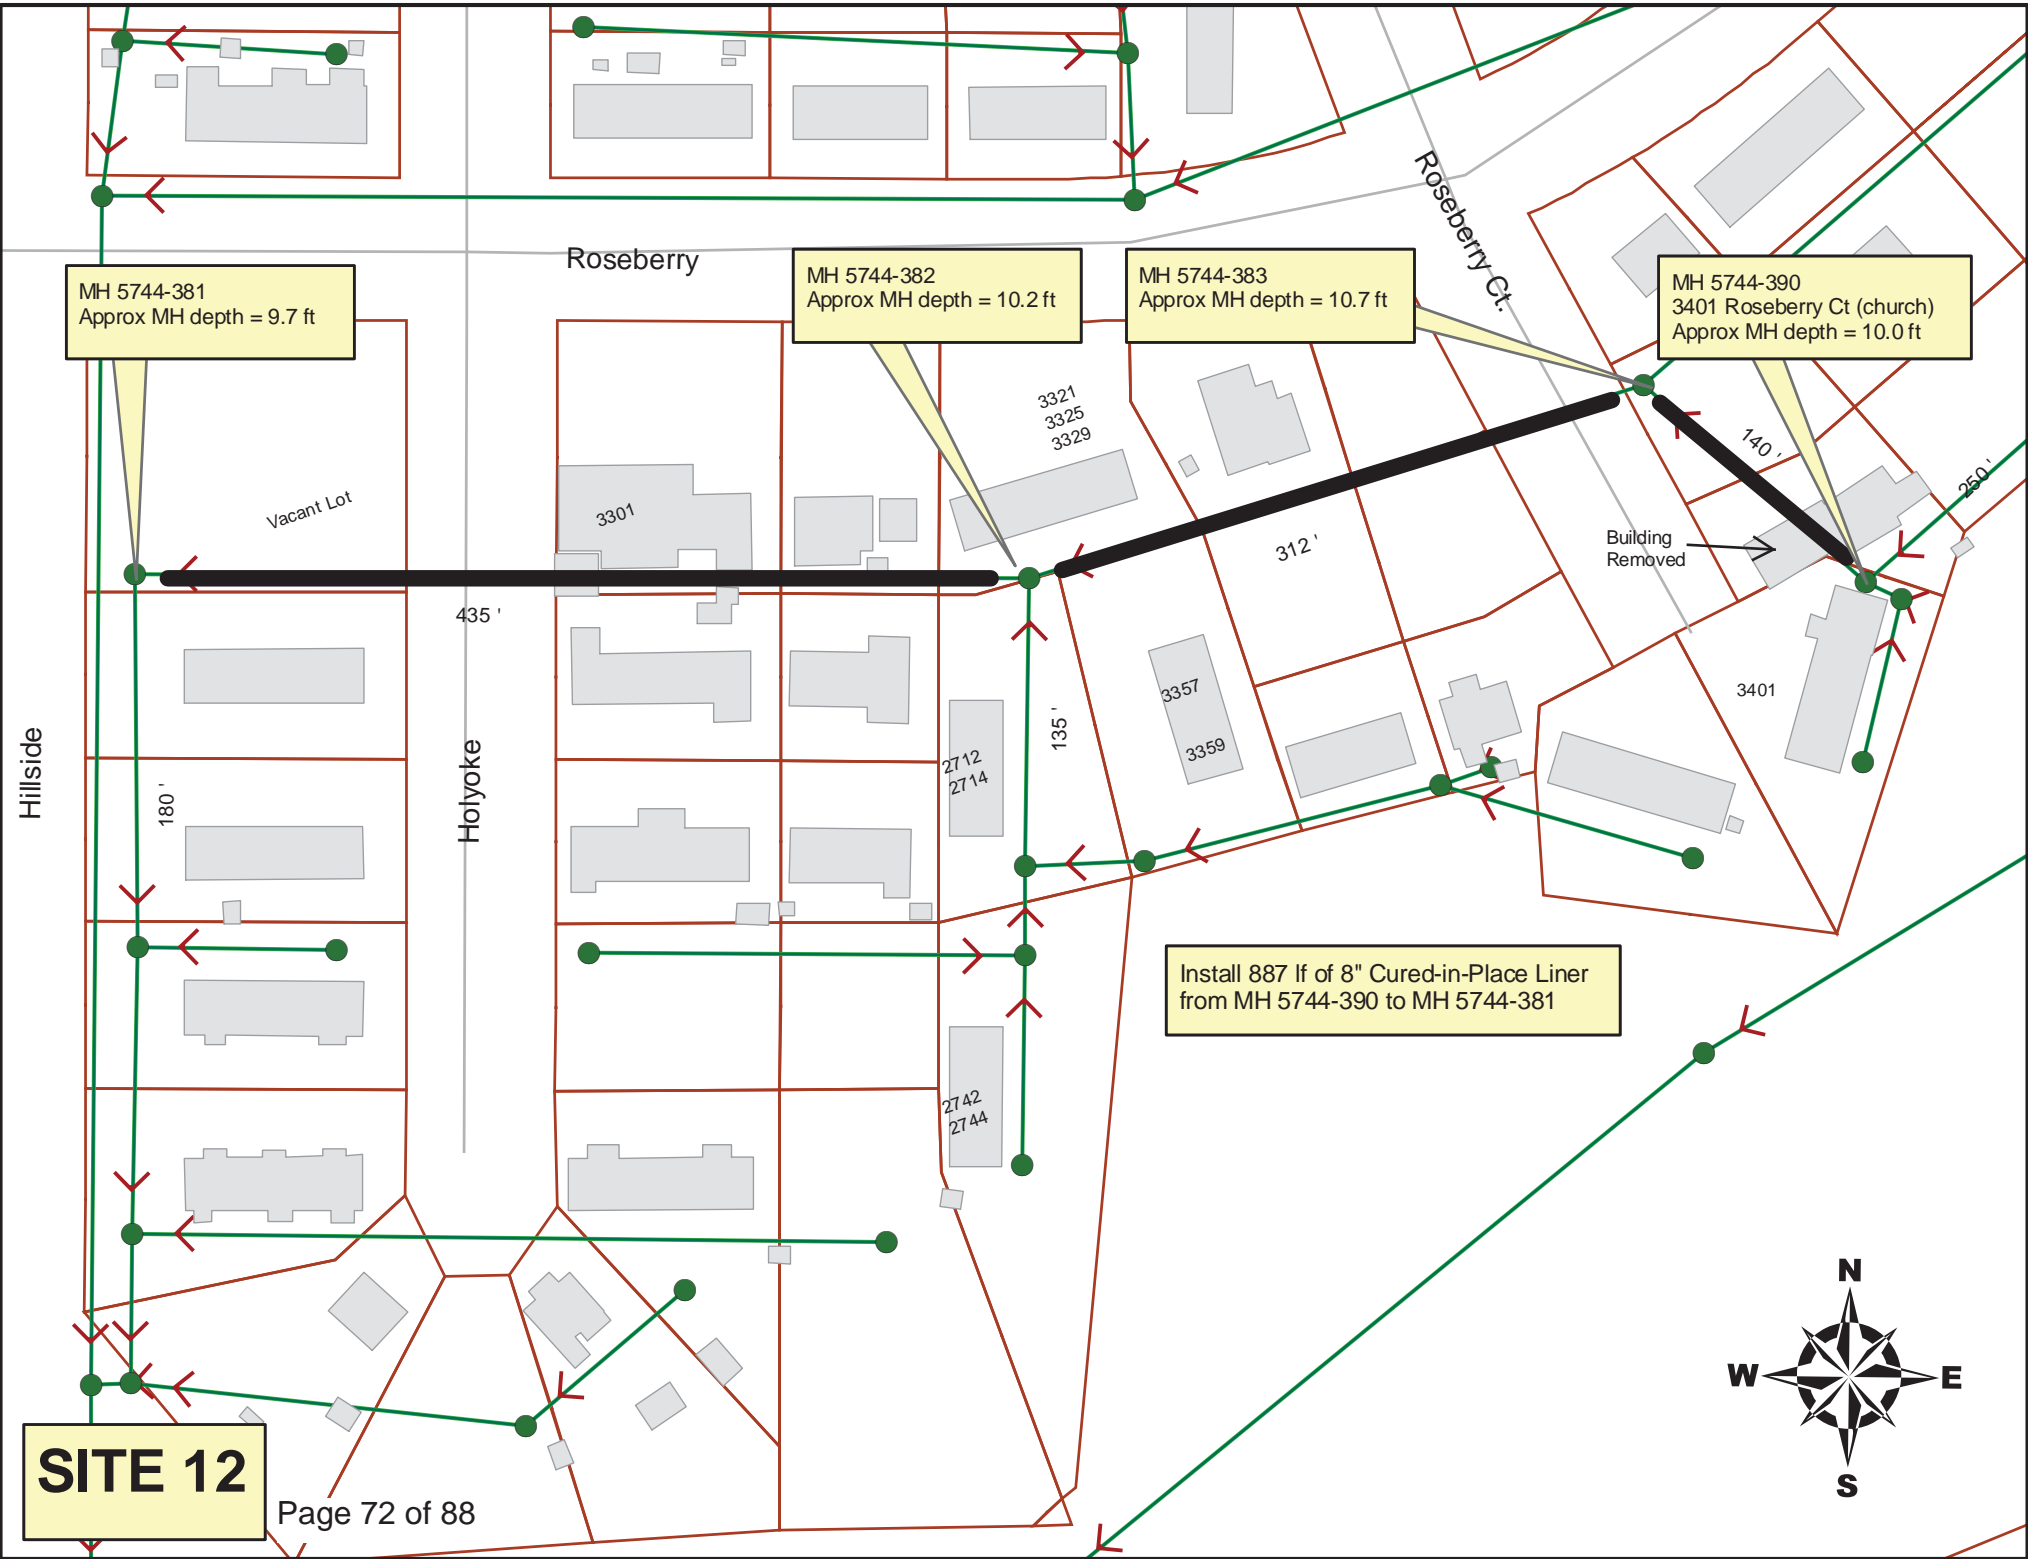 Roseberry
Roseberry Ct.
MH 5744-381
Approx MH depth = 9.7 ft
MH 5744-382
Approx MH depth = 10.2 ft
MH 5744-383
Approx MH depth = 10.7 ft
MH 5744-390
3401 Roseberry Ct (church)
Approx MH depth = 10.0 ft
3321
3325
3329
140 '
250 '
Vacant Lot
3301
312 '
Building
Removed
435 '
3357
3359
3401
135 '
2712
2714
Hillside
180 '
Holyoke
Install 887 lf of 8" Cured-in-Place Liner
from MH 5744-390 to MH 5744-381
2742
2744
N
W
E
S
SITE 12
Page 72 of 88